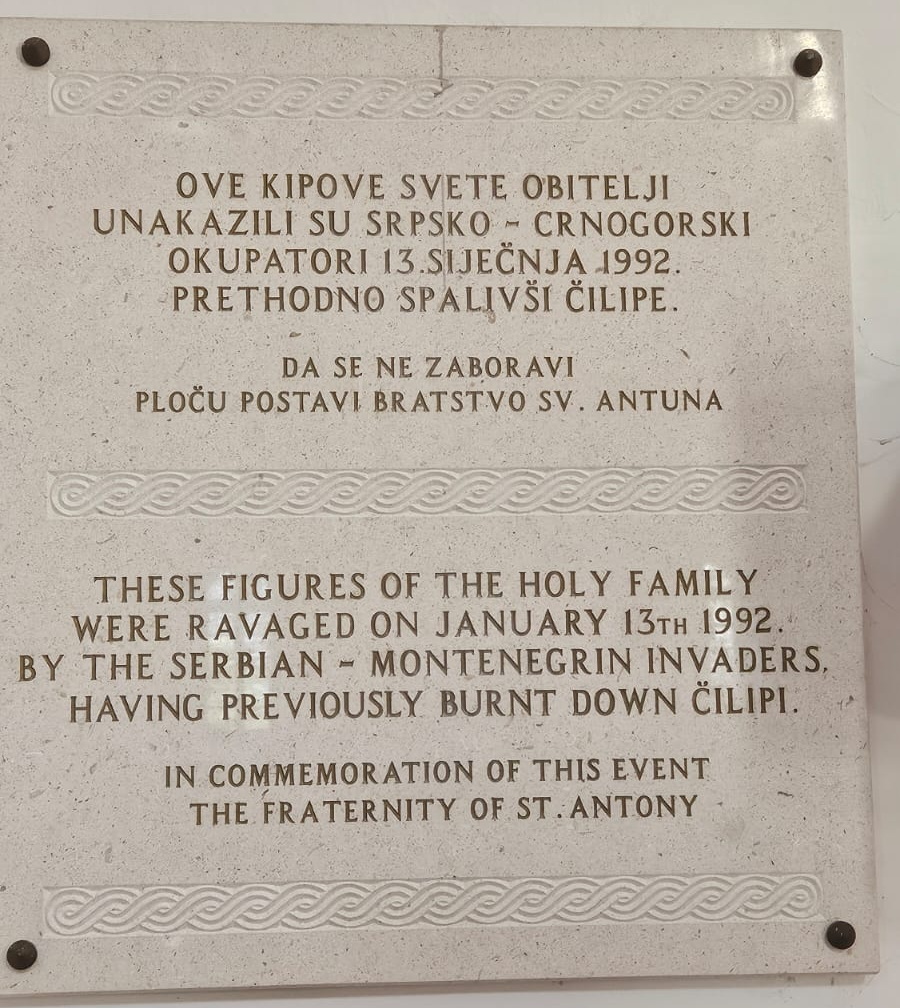 OVE KIPOVE SVETE OBITELJI
UNAKAZILI SU SRPSKO - CRNOGORSKI
OKUPATORI 13.SIJEČNJA 1992.
PRETHODNO SPALIVŠI ČILIPE.
DA SE NE ZABORAVI
PLOČU POSTAVI BRATSTVO SV. ANTUNA
THESE FIGURES OF THE HOLY FAMILY
WERE RAVAGED ON JANUARY 13TH 1992.
BY THE SERBIAN - MONTENEGRIN INVADERS,
HAVING PREVIOUSLY BURNT DOWN ČILIPI.
IN COMMEMORATION OF THIS EVENT
THE FRATERNITY OF ST. ANTONY